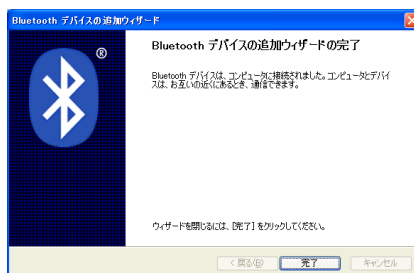 Bluetooth デバイスの追加ウィザード
®
Bluetooth デバイスの追加ウィザードの完了
Bluetooth デバイスは、コンピュータに接続されました。コンピュータとデバイ
スは、お互いの近くにあるとき、通信できます。
ウィザードを閉じるには、[完了] をクリックしてください。
< 戻る(B)
完了
キャンセル